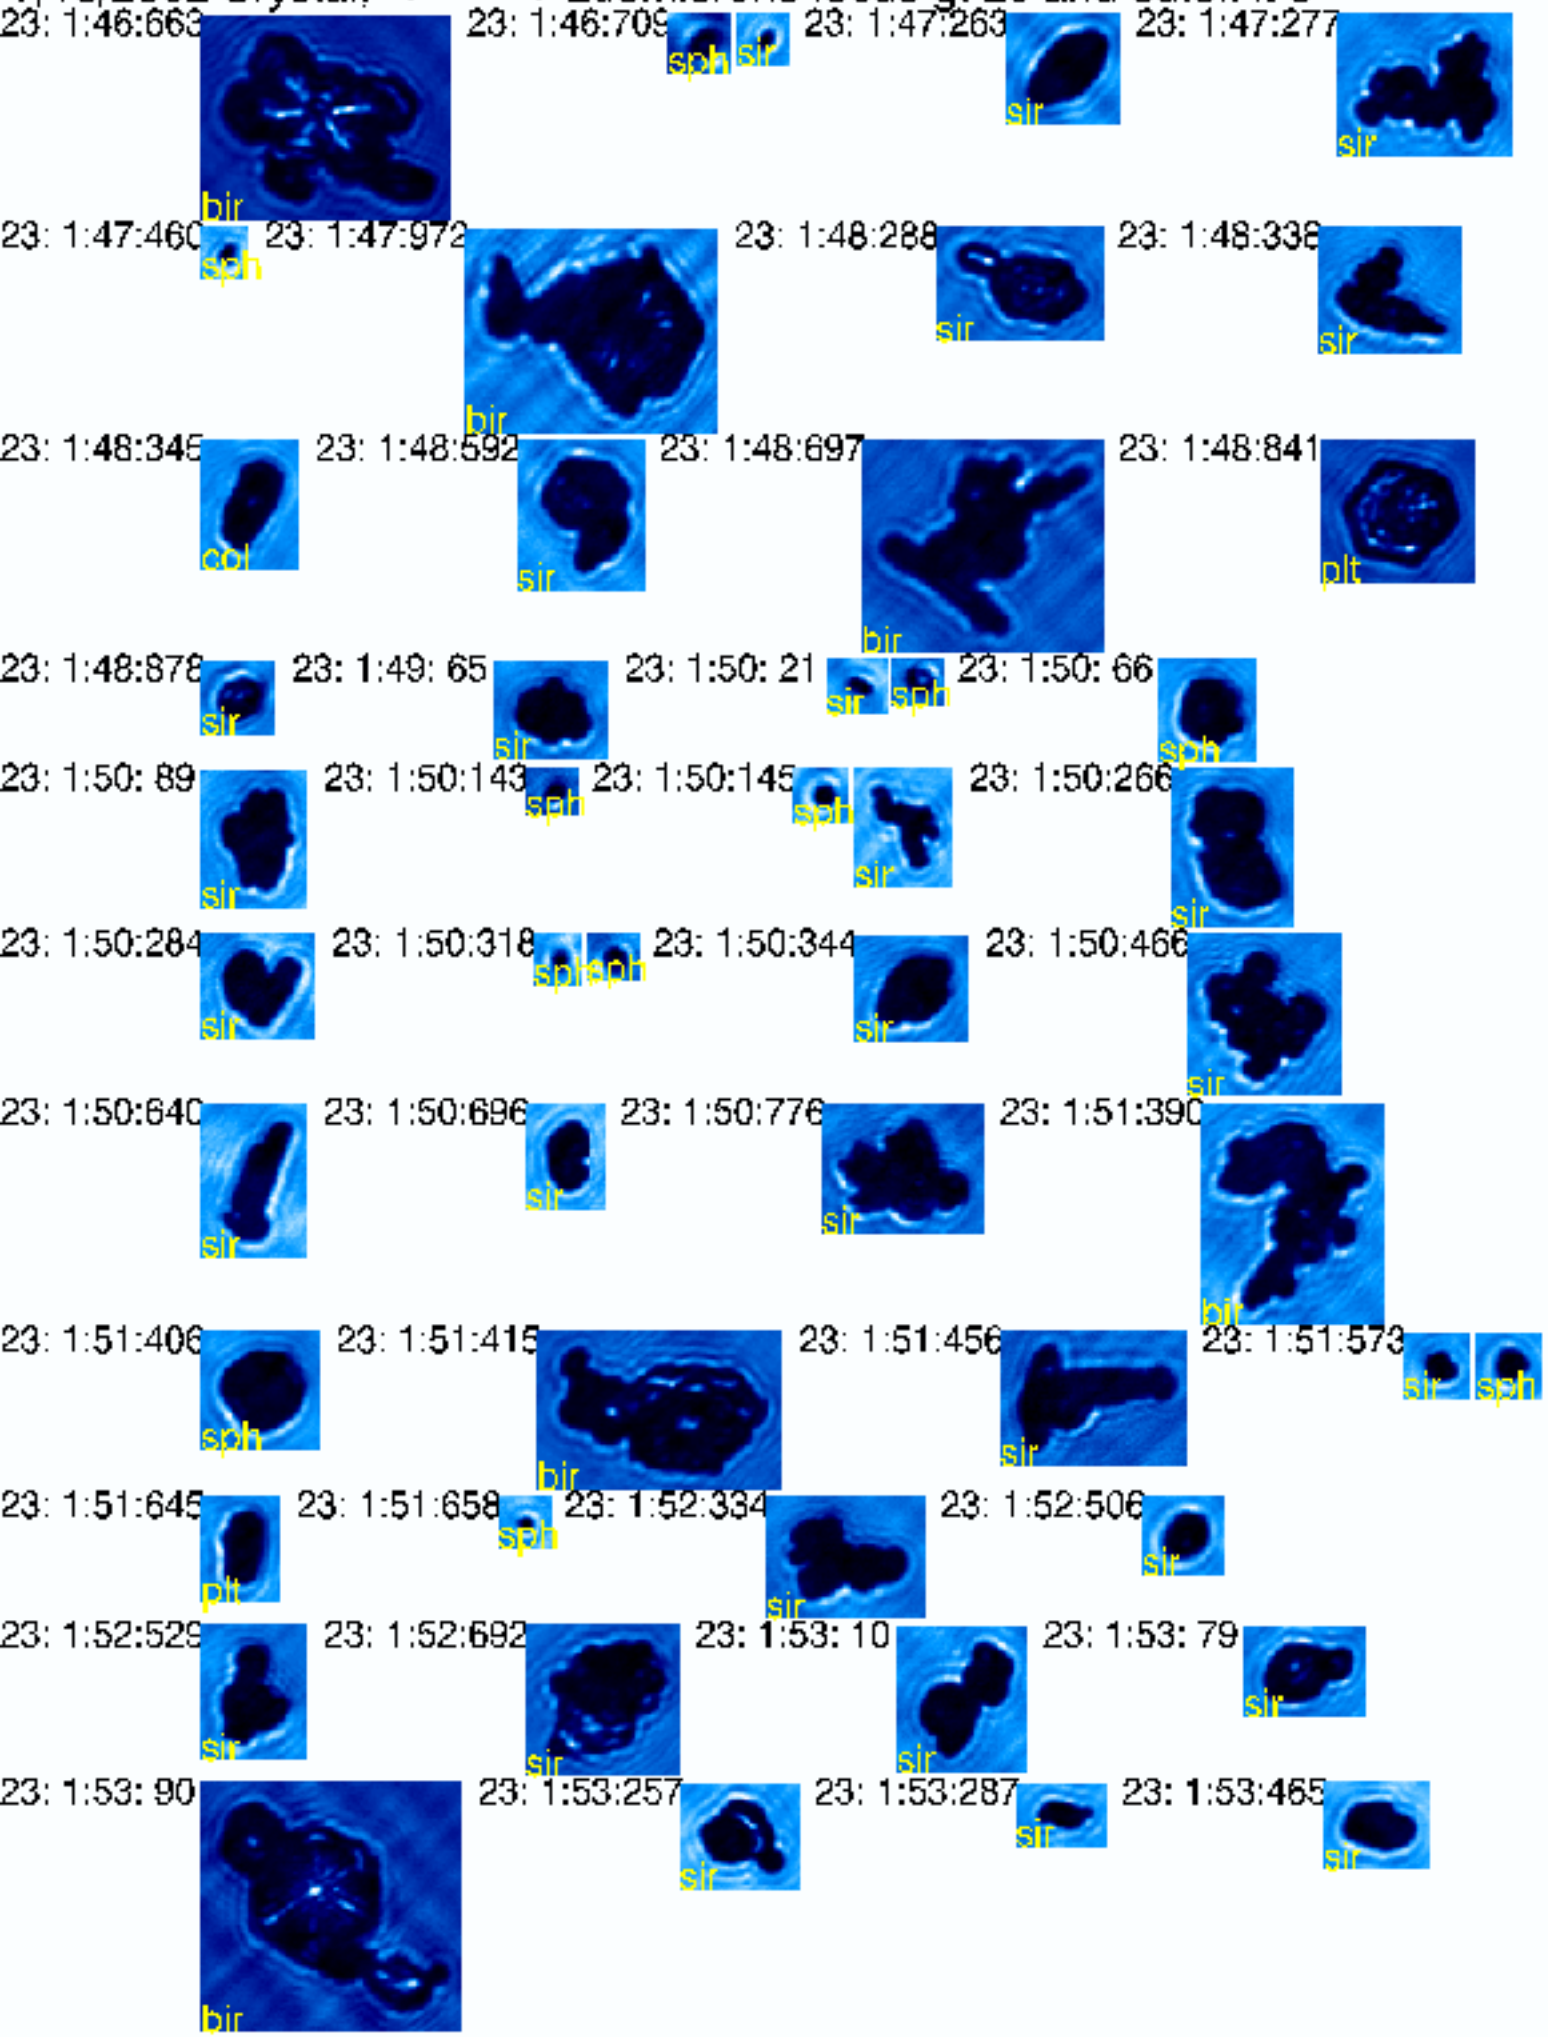 23: 1:46:663 23: 1:46:709 23: 1:47:263 23: 1:47:277
sph sir sir sir
bir
23: 1:47:460 23: 1:47:972 23: 1:48:288 23: 1:48:338
sph sir sir
bir
23: 1:48:345 23: 1:48:592 23: 1:48:697 23: 1:48:841
col sir bir plt
23: 1:48:878 23: 1:49: 65 23: 1:50: 21 23: 1:50: 66
sir sir sir sph sph
23: 1:50: 89 23: 1:50:143 23: 1:50:145 23: 1:50:266
sir sph sph sir sir
23: 1:50:284 23: 1:50:318 23: 1:50:344 23: 1:50:466
sir sph sph sir sir
23: 1:50:640 23: 1:50:696 23: 1:50:776 23: 1:51:390
sir sir sir bir
23: 1:51:406 23: 1:51:415 23: 1:51:456 23: 1:51:573
sph bir sir sir sph
23: 1:51:645 23: 1:51:658 23: 1:52:334 23: 1:52:506
plt sph sir sir
23: 1:52:529 23: 1:52:692 23: 1:53: 10 23: 1:53: 79
sir sir sir sir
23: 1:53: 90 23: 1:53:257 23: 1:53:287 23: 1:53:465
bir sir sir sir